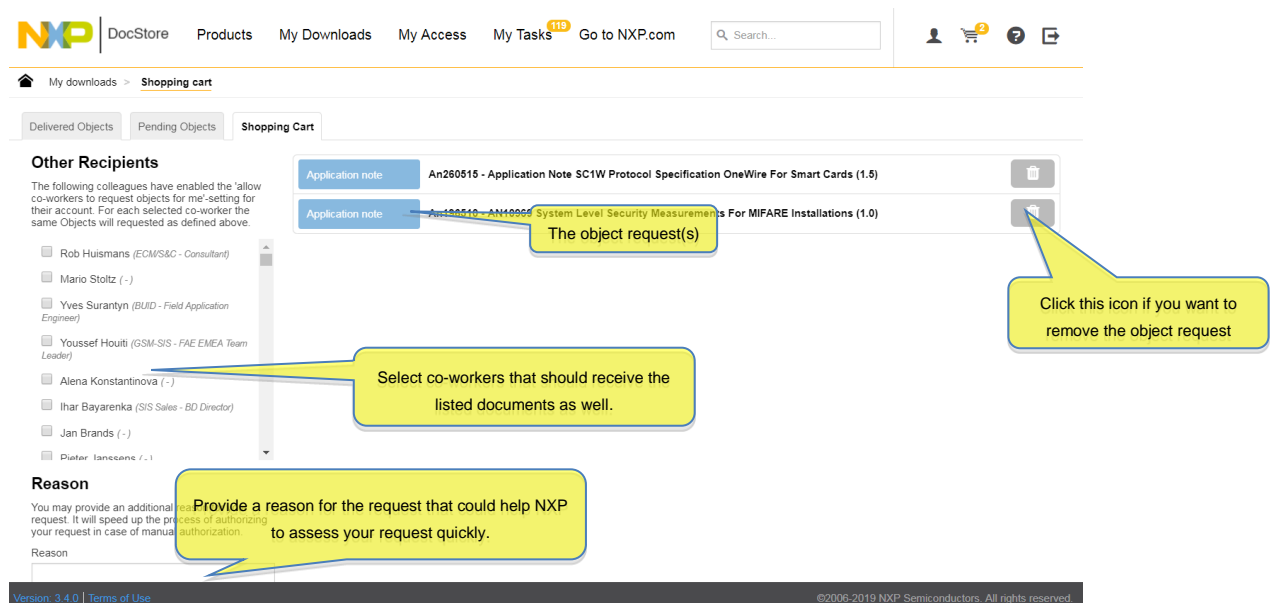 NXP DocStore Products My Downloads My Access My Tasks 119 Go to NXP.com Search... 2
My downloads > Shopping cart
Delivered Objects Pending Objects Shopping Cart
Other Recipients
The following colleagues have enabled the 'allow
co-workers to request objects for me'-setting for
their account. For each selected co-worker the
same Objects will requested as defined above.
Rob Huismans (ECM/S&C - Consultant)
Mario Stoltz ( - )
Yves Surantyn (BUID - Field Application
Engineer)
Youssef Houiti (GSM-SIS - FAE EMEA Team
Leader)
Alena Konstantinova ( - )
Ihar Bayarenka (SIS Sales - BD Director)
Jan Brands ( - )
Pieter Janssens ( - )
Application note An260515 - Application Note SC1W Protocol Specification OneWire For Smart Cards (1.5)
Application note System Level Security Measurements For MIFARE Installations (1.0)
The object request(s)
Click this icon if you want to
remove the object request
Select co-workers that should receive the
listed documents as well.
Reason
You may provide an additional
request. It will speed up the process of authorizing
your request in case of manual authorization.
Provide a reason for the request that could help NXP
to assess your request quickly.
Reason
Version: 3.4.0 | Terms of Use ©2006-2019 NXP Semiconductors. All rights reserved.